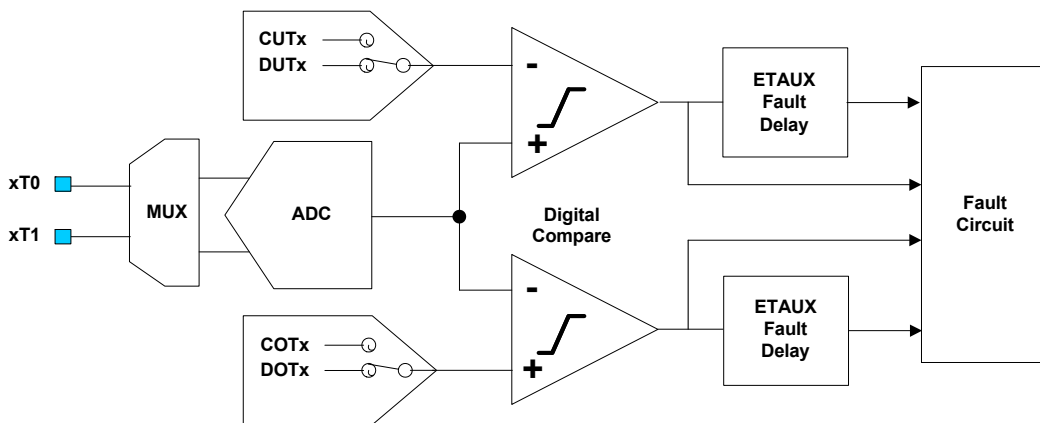 CUTx
DUTx
-
+
ETAUX
Fault
Delay
xT0
xT1
MUX
ADC
Digital
Compare
Fault
Circuit
-
+
ETAUX
Fault
Delay
COTx
DOTx